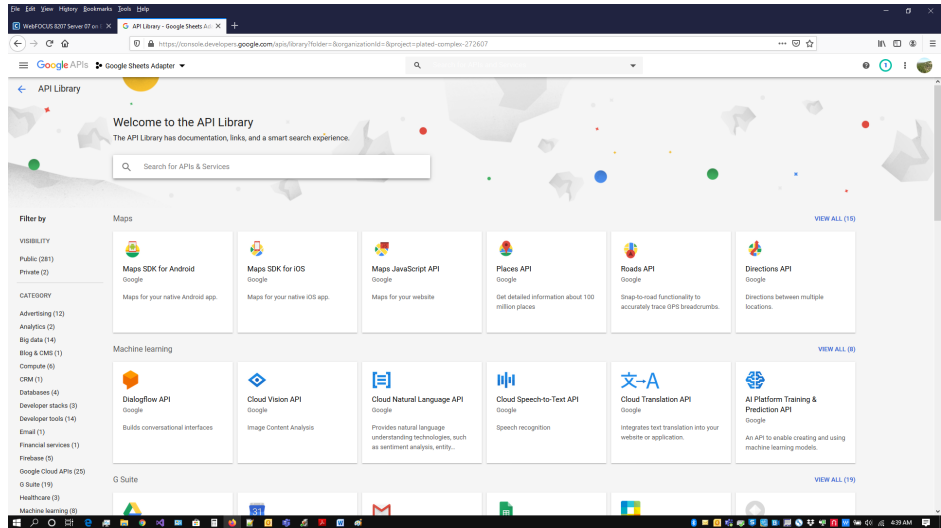 File Edit View History Bookmarks Tools Help
WebFOCUS 8207 Server 07 on
API Library - Google Sheets Ad
https://console.developers.google.com/apis/library?folder=&organizationId=&project=plated-complex-272607
Google APIs Google Sheets Adapter
1
API Library
Welcome to the API Library
The API Library has documentation, links, and a smart search experience.
Search for APIs & Services
Filter by
VISIBILITY
Public (281)
Private (2)
CATEGORY
Advertising (12)
Analytics (2)
Big data (14)
Blog & CMS (1)
Compute (6)
CRM (1)
Databases (4)
Developer stacks (3)
Developer tools (14)
Email (1)
Financial services (1)
Firebase (5)
Google Cloud APIs (25)
G Suite (19)
Healthcare (3)
Machine learning (8)
Maps
VIEW ALL (15)
Maps SDK for Android
Google
Maps for your native Android app.
Maps SDK for iOS
Google
Maps for your native iOS app.
Maps JavaScript API
Google
Maps for your website
Places API
Google
Get detailed information about 100
million places
Roads API
Google
Snap-to-road functionality to
accurately trace GPS breadcrumbs.
Directions API
Google
Directions between multiple
locations.
Machine learning
VIEW ALL (8)
Dialogflow API
Google
Builds conversational interfaces
Cloud Vision API
Google
Image Content Analysis
Cloud Natural Language API
Google
Provides natural language
understanding technologies, such
as sentiment analysis, entity...
Cloud Speech-to-Text API
Google
Speech recognition
文→A
Cloud Translation API
Google
Integrates text translation into your
website or application.
AI Platform Training &
Prediction API
Google
An API to enable creating and using
machine learning models.
G Suite
VIEW ALL (19)
31
4:39 AM